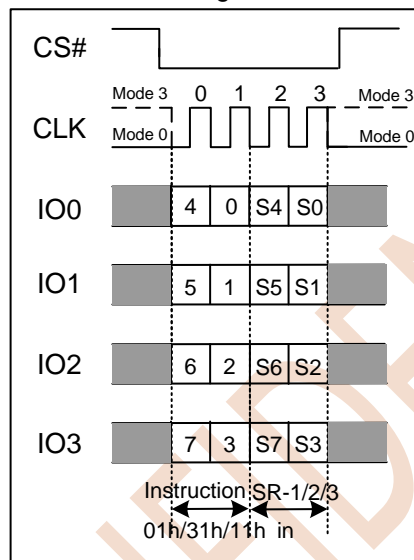 CS#
Mode 3 0 1 2 3 Mode 3
CLK
Mode 0 Mode 0
IO0 4 0 S4 S0
IO1 5 1 S5 S1
IO2 6 2 S6 S2
IO3 7 3 S7 S3
Instruction SR-1/2/3
01h/31h/11h in